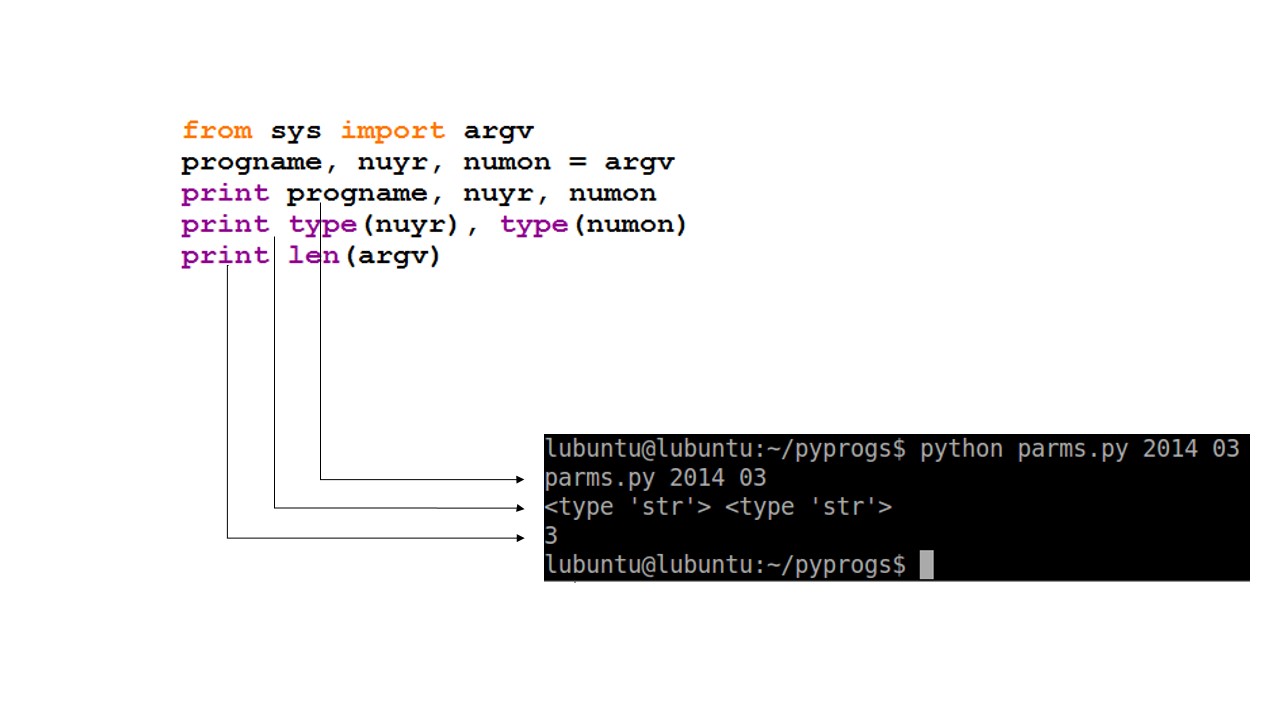 from sys import argv
progname, nuyr, numon = argv
print progname, nuyr, numon
print type(nuyr), type(numon)
print len(argv)
lubuntu@lubuntu:~/pyprogs$ python parms.py 2014 03
parms.py 2014 03
<type 'str'> <type 'str'>
3
lubuntu@lubuntu:~/pyprogs$